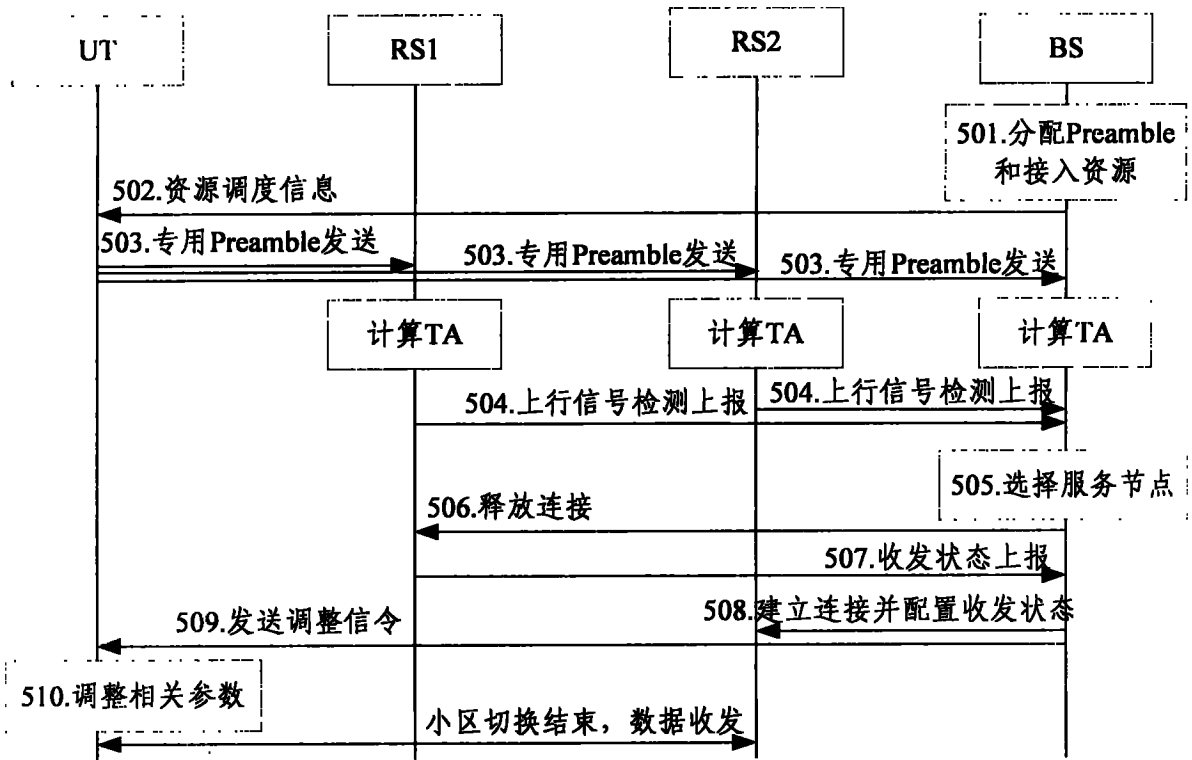 UT
RS1
RS2
BS
501.分配Preamble
和接入资源
502.资源调度信息
503.专用Preamble发送
503.专用Preamble发送
503.专用Preamble发送
计算TA
计算TA
计算TA
504.上行信号检测上报
504.上行信号检测上报
505.选择服务节点
506.释放连接
507.收发状态上报
508.建立连接并配置收发状态
509.发送调整信令
510.调整相关参数
小区切换结束，数据收发